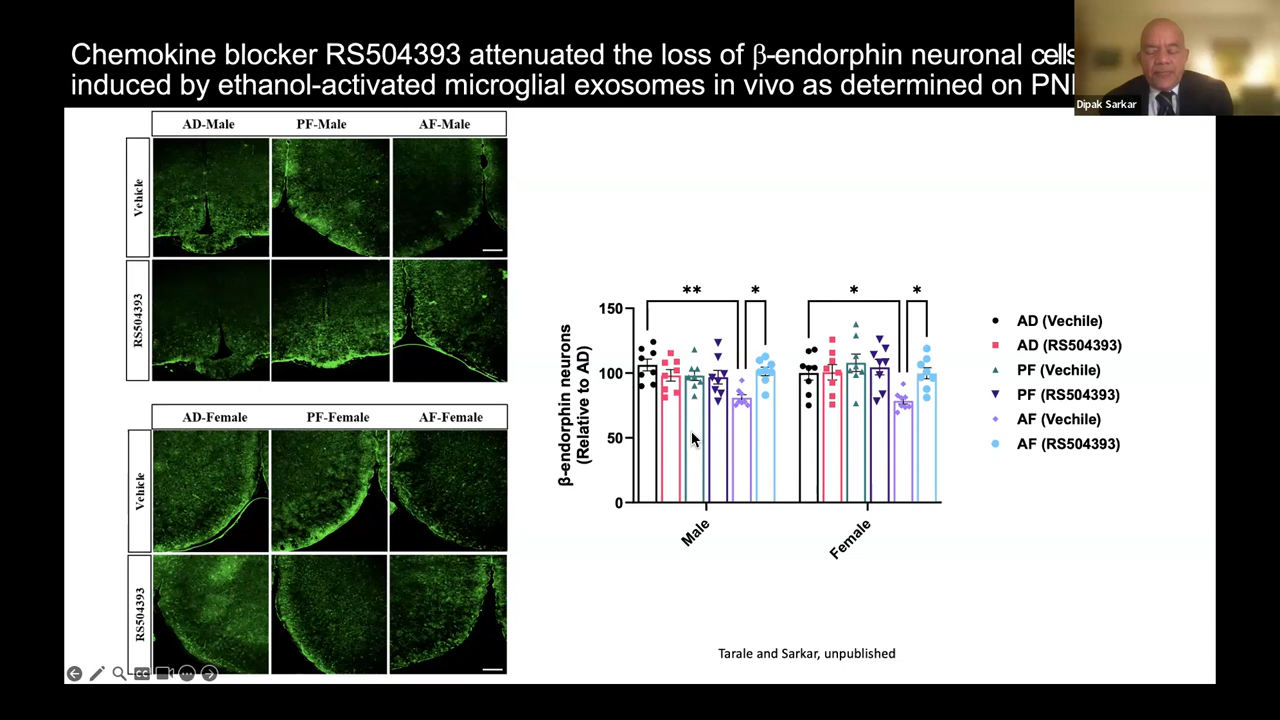 Chemokine blocker RS504393 attenuated the loss of β-endorphin neuronal cells
induced by ethanol-activated microglial exosomes in vivo as determined on
Dipak Sarkar
AD-Male PF-Male AF-Male
Vehicle
RS504393
AD-Female PF-Female AF-Female
Vehicle
RS504393
β-endorphin neurons
(Relative to AD)
150
100
50
0
** * * *
Male
Female
AD (Vechile)
AD (RS504393)
PF (Vechile)
PF (RS504393)
AF (Vechile)
AF (RS504393)
Tarale and Sarkar, unpublished
CC